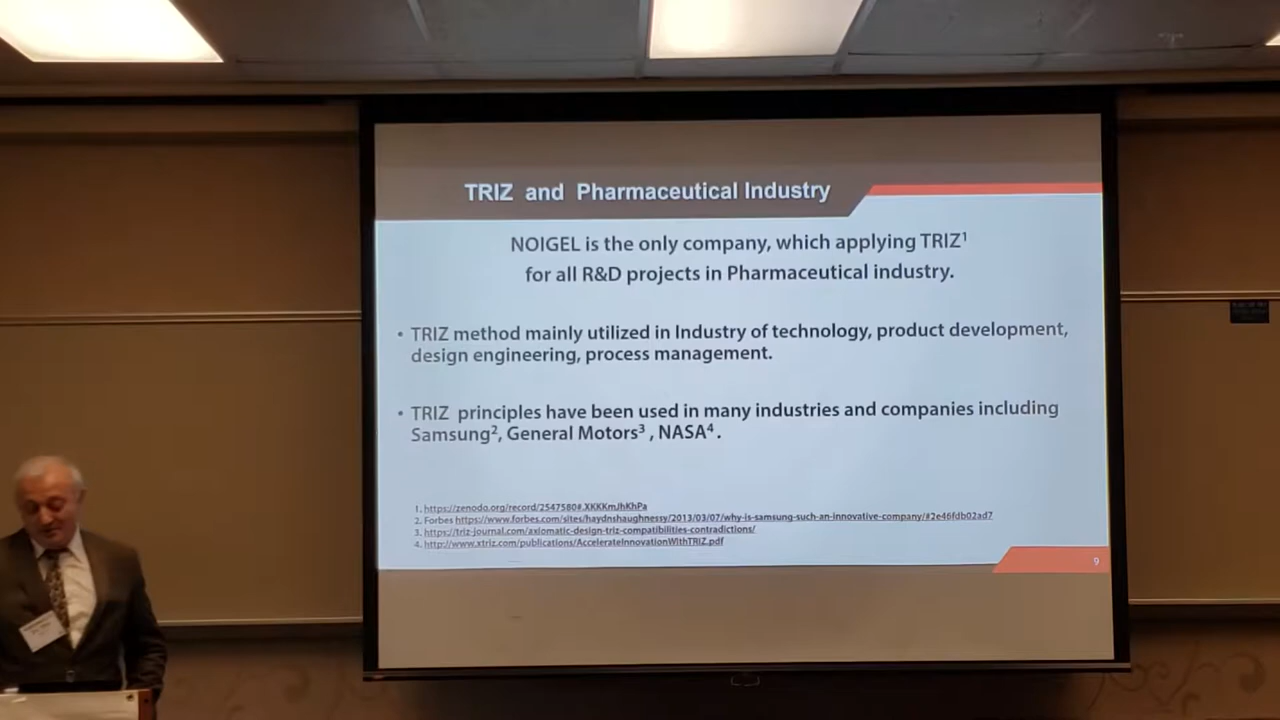 TRIZ and Pharmaceutical Industry
NOIGEL is the only company, which applying TRIZ¹
for all R&D projects in Pharmaceutical industry.
• TRIZ method mainly utilized in Industry of technology, product development,
design engineering, process management.
• TRIZ principles have been used in many industries and companies including
Samsung², General Motors³ , NASA⁴.
1. https://zenodo.org/record/2547580#.XKKKmJhKhPa
2. Forbes https://www.forbes.com/sites/haydnshaughnessy/2013/03/07/why-is-samsung-such-an-innovative-company/#2e46fdb02ad7
3. https://triz-journal.com/axiomatic-design-triz-compatibilities-contradictions/
4. http://www.xtriz.com/publications/AccelerateInnovationWithTRIZ.pdf
9